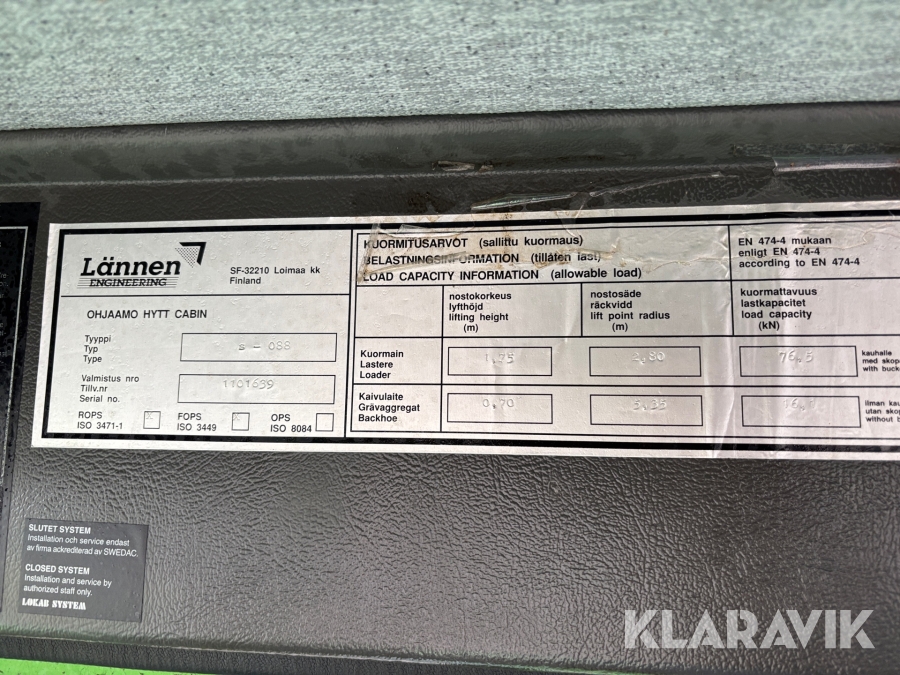 Lännen
ENGINEERING
SF-32210 Loimaa kk
Finland
OHJAAMO HYTT CABIN
Tyyppi
Typ
Type
s - 088
Valmistus nro
Tillv.nr
Serial no.
1101639
ROPS
ISO 3471-1
x
FOPS
ISO 3449
x
OPS
ISO 8084
KUORMITUSARVOT (sallittu kuormaus)
BELASTNINGSINFORMATION (tillåten last)
LOAD CAPACITY INFORMATION (allowable load)
EN 474-4 mukaan
enligt EN 474-4
according to EN 474-4
nostokorkeus
lyfthöjd
lifting height
(m)
nostosäde
räckvidd
lift point radius
(m)
kuormattavuus
lastkapacitet
load capacity
(kN)
Kuormain
Lastere
Loader
1,75
2,80
76,5
kauhalle
med skop
with buck
Kaivulaite
Grävaggregat
Backhoe
0,70
5,35
ilman kau
utan sko
without b
SLUTET SYSTEM
Installation och service endast
av firma ackrediterad av SWEDAC.
CLOSED SYSTEM
Installation and service by
authorized staff only.
LOKAB SYSTEM
KLARAVIK